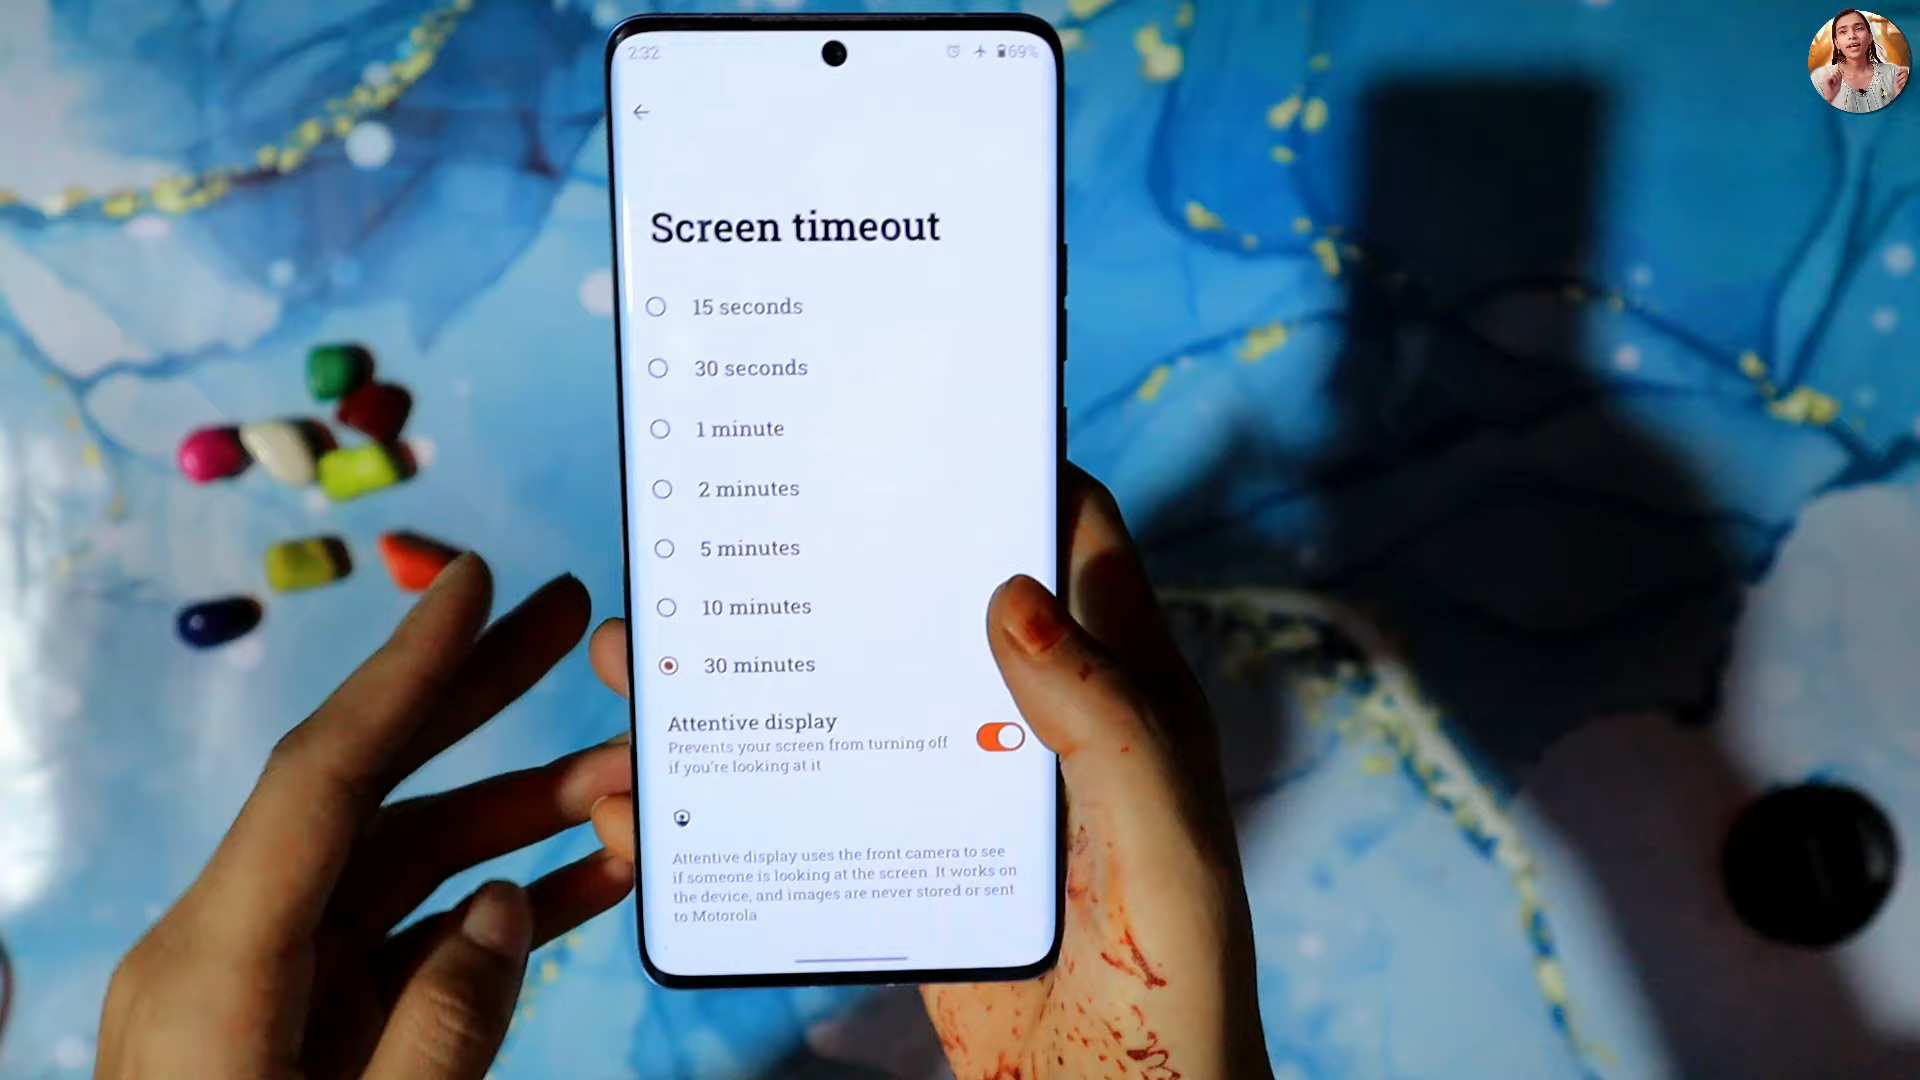 2:32
69%
Screen timeout
15 seconds
30 seconds
1 minute
2 minutes
5 minutes
10 minutes
30 minutes
Attentive display
Prevents your screen from turning off
if you're looking at it
Attentive display uses the front camera to see
if someone is looking at the screen. It works on
the device, and images are never stored or sent
to Motorola